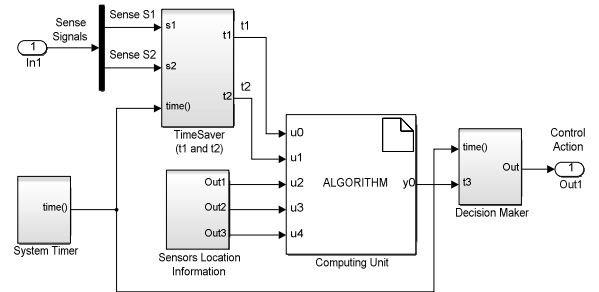 Sense
Signals
1
In1
Sense S1
Sense S2
s1
s2
time()
t1
t2
TimeSaver
(t1 and t2)
t1
t2
time()
System Timer
Out1
Out2
Out3
Sensors Location
Information
u0
u1
u2
u3
u4
ALGORITHM
y0
Computing Unit
time()
t3
Out
Decision Maker
Control
Action
1
Out1